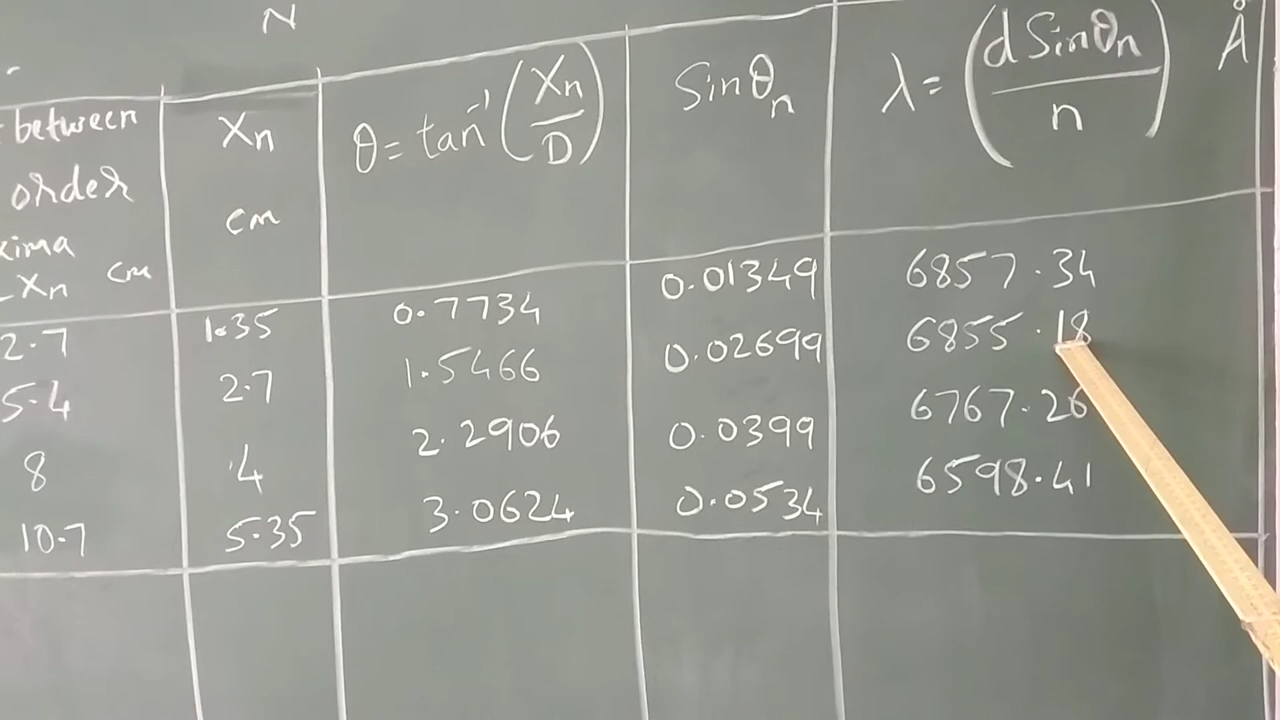 N
between order xima Xn cm
Xn cm
θ = tan⁻¹ (Xn/D)
Sinθn
λ = (d Sinθn / n) Å
2.7 1.35 0.7734 0.01349 6857.34
5.4 2.7 1.5466 0.02699 6855.18
8 4 2.2906 0.0399 6767.26
10.7 5.35 3.0624 0.0534 6598.41